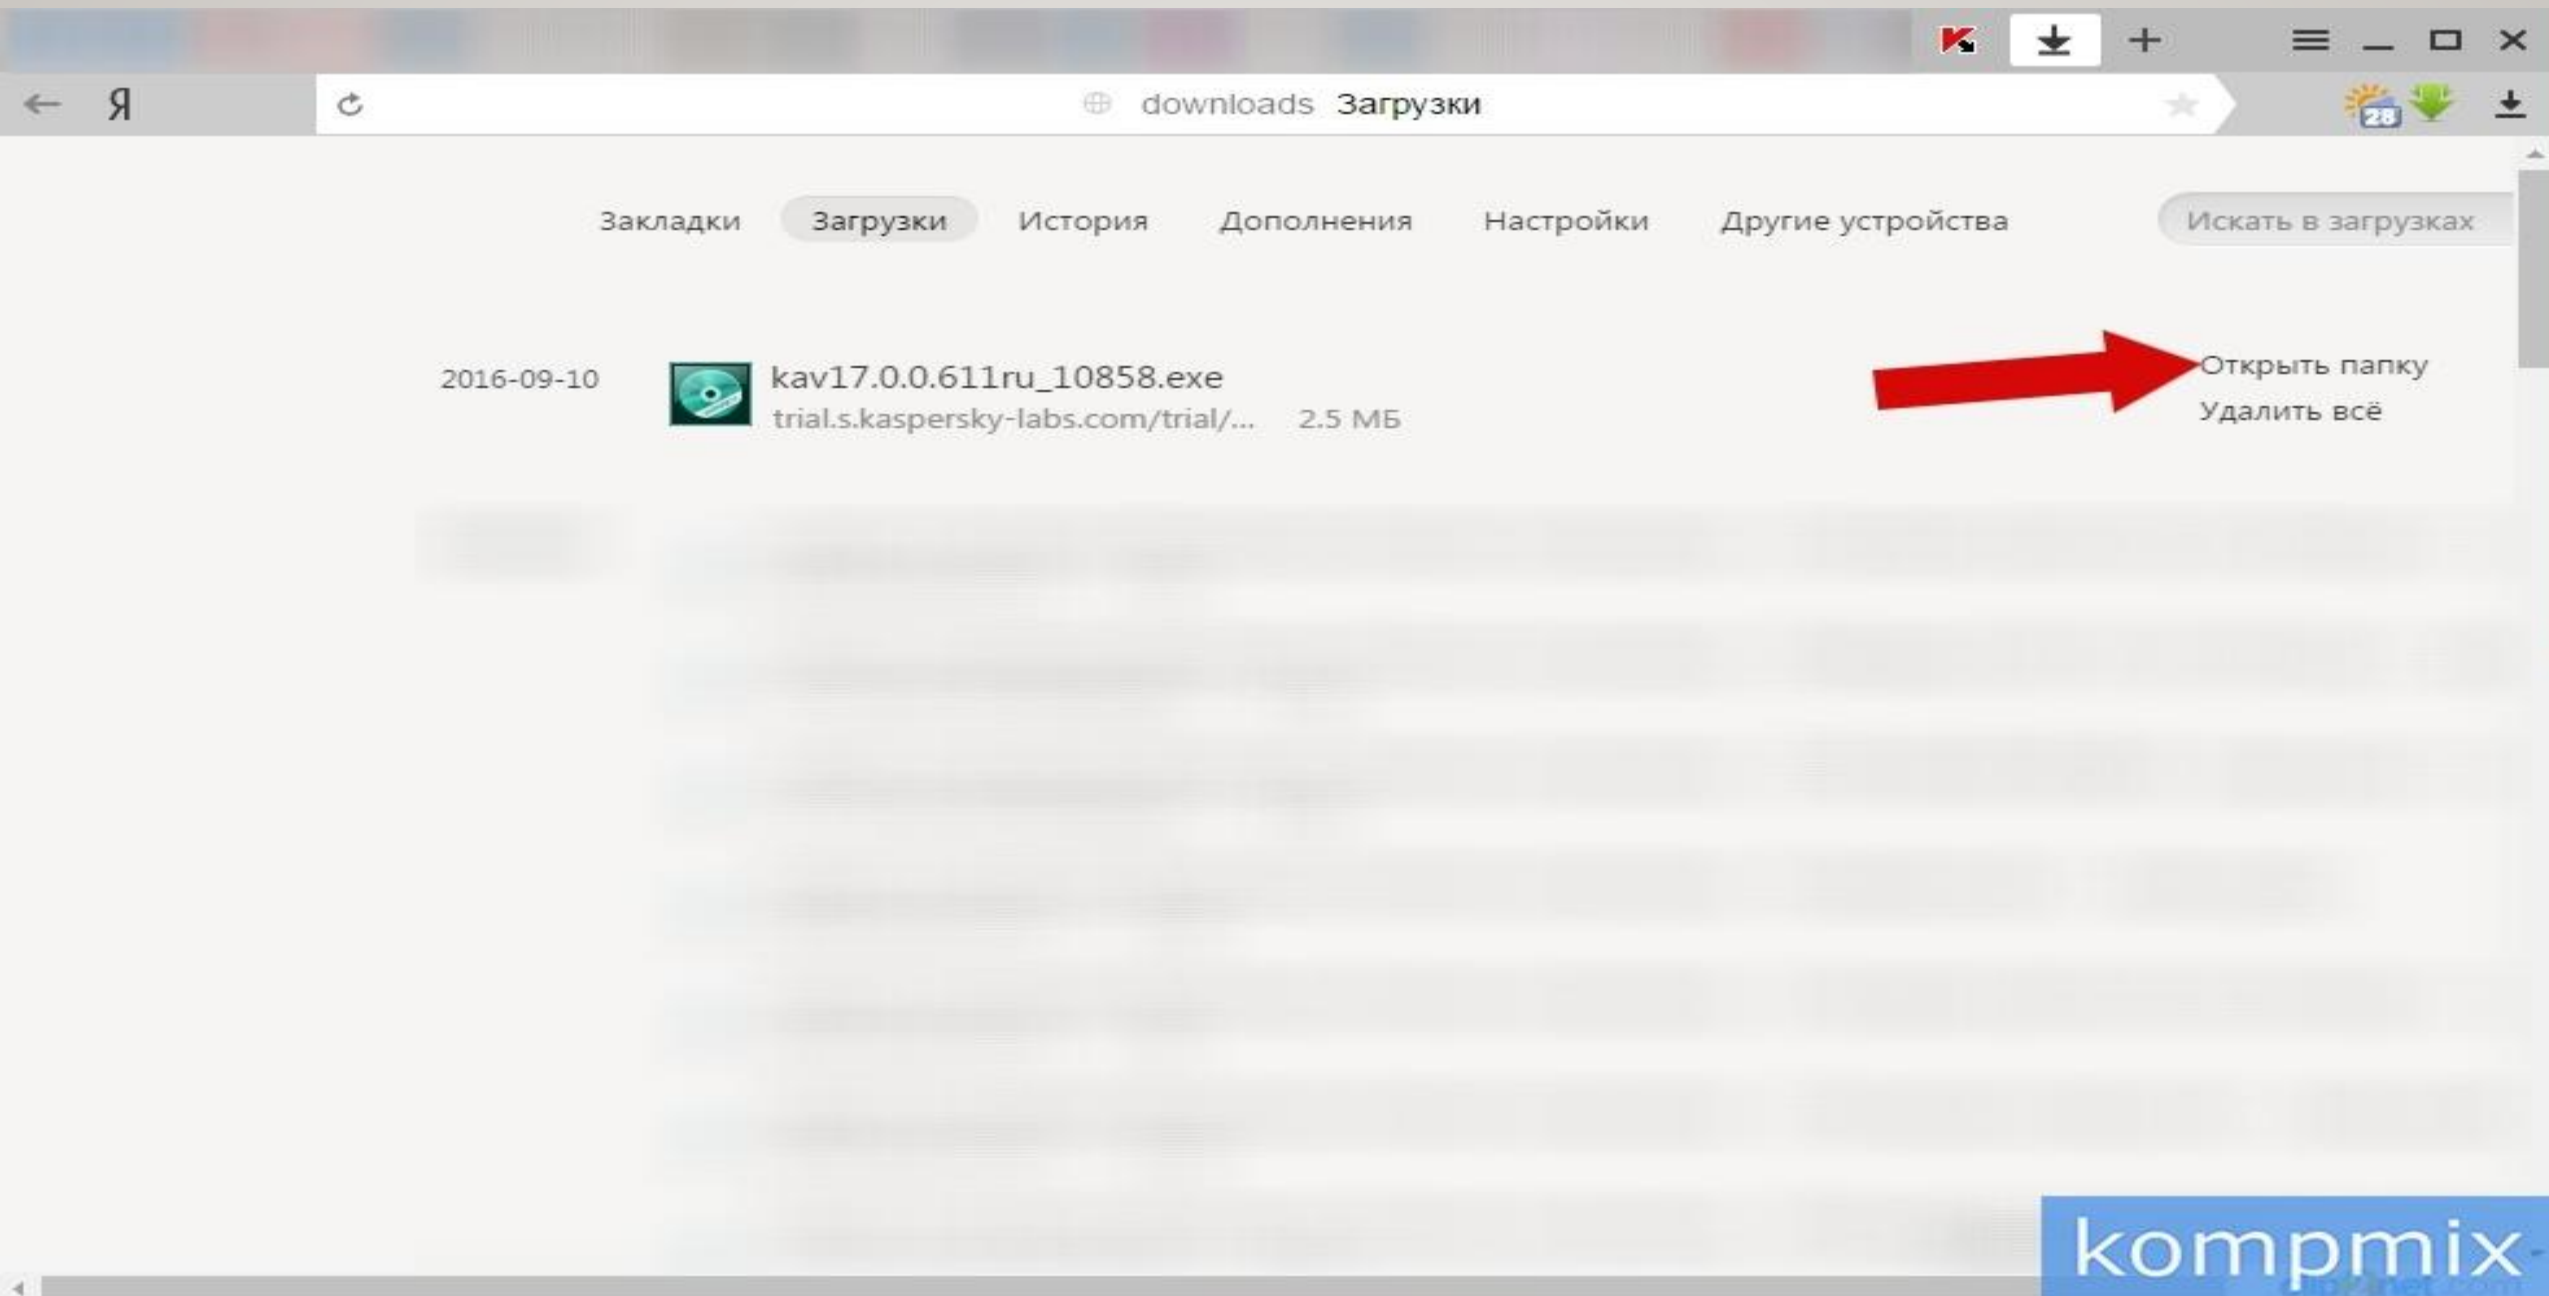 Я
downloads Загрузки
28
Закладки Загрузки История Дополнения Настройки Другие устройства Искать в загрузках
2016-09-10 kav17.0.0.611ru_10858.exe Открыть папку
trial.s.kaspersky-labs.com/trial/... 2.5 МБ Удалить всё
kompmix